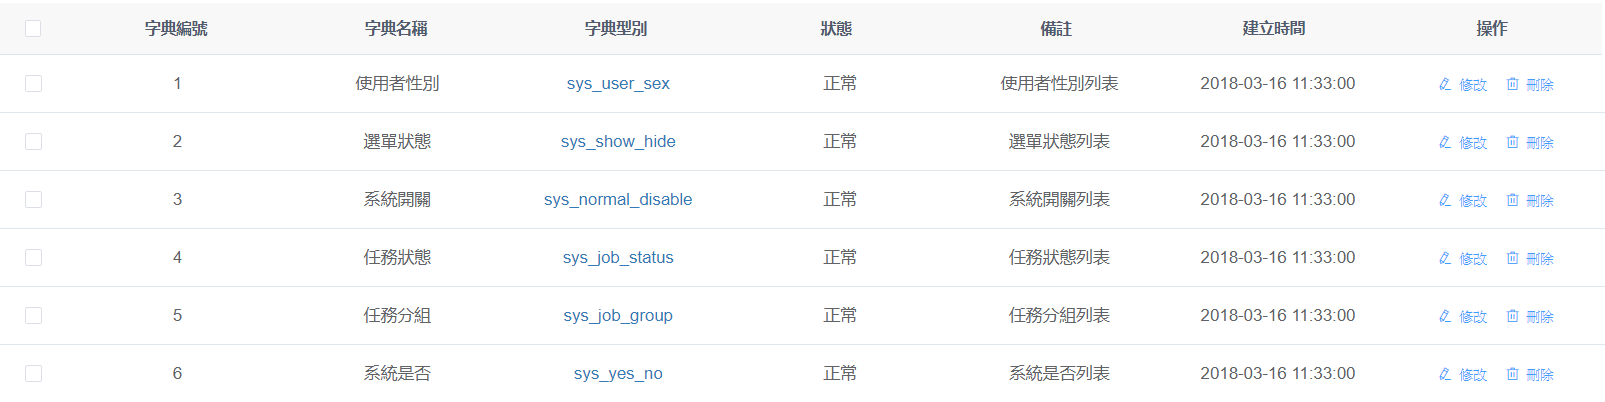 字典編號 字典名稱 字典型別 狀態 備註 建立時間 操作
1 使用者性別 sys_user_sex 正常 使用者性別列表 2018-03-16 11:33:00 修改 刪除
2 選單狀態 sys_show_hide 正常 選單狀態列表 2018-03-16 11:33:00 修改 刪除
3 系統開關 sys_normal_disable 正常 系統開關列表 2018-03-16 11:33:00 修改 刪除
4 任務狀態 sys_job_status 正常 任務狀態列表 2018-03-16 11:33:00 修改 刪除
5 任務分組 sys_job_group 正常 任務分組列表 2018-03-16 11:33:00 修改 刪除
6 系統是否 sys_yes_no 正常 系統是否列表 2018-03-16 11:33:00 修改 刪除